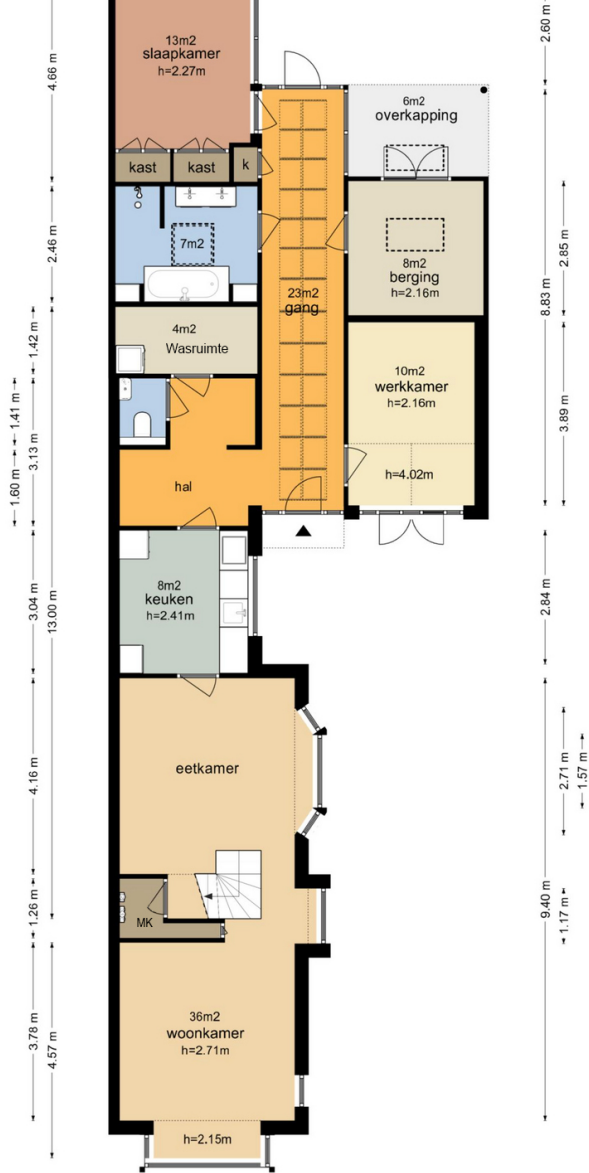 2.60 m
4.66 m
13m2
slaapkamer
h=2.27m
6m2
overkapping
kast
kast
k
2.46 m
7m2
8m2
berging
h=2.16m
2.85 m
8.83 m
23m2
gang
1.42 m
4m2
Wasruimte
10m2
werkkamer
h=2.16m
3.89 m
1.41 m
3.13 m
1.60 m
hal
h=4.02m
3.04 m
13.00 m
8m2
keuken
h=2.41m
2.84 m
4.16 m
eetkamer
2.71 m
1.57 m
1.26 m
MK
9.40 m
1.17 m
3.78 m
4.57 m
36m2
woonkamer
h=2.71m
h=2.15m